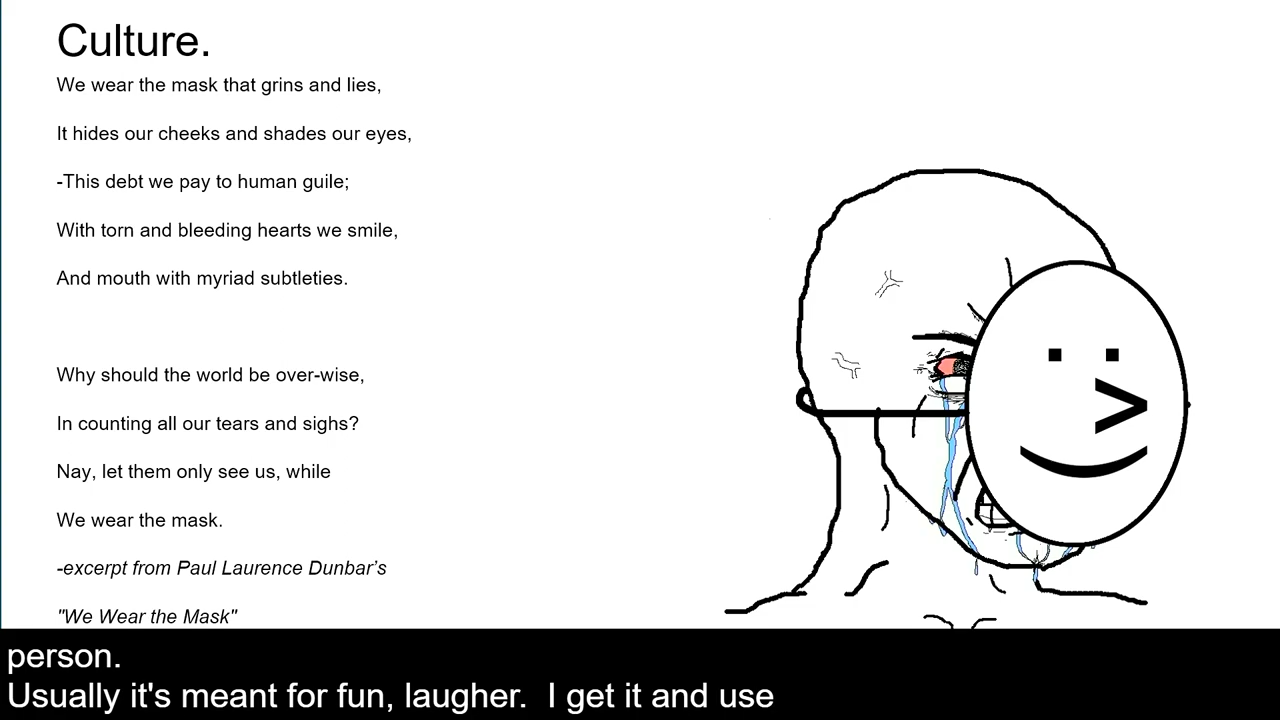 Culture.
We wear the mask that grins and lies,
It hides our cheeks and shades our eyes,
-This debt we pay to human guile;
With torn and bleeding hearts we smile,
And mouth with myriad subtleties.
Why should the world be over-wise,
In counting all our tears and sighs?
Nay, let them only see us, while
We wear the mask.
-excerpt from Paul Laurence Dunbar’s
"We Wear the Mask"
person.
Usually it's meant for fun, laugher.  I get it and use